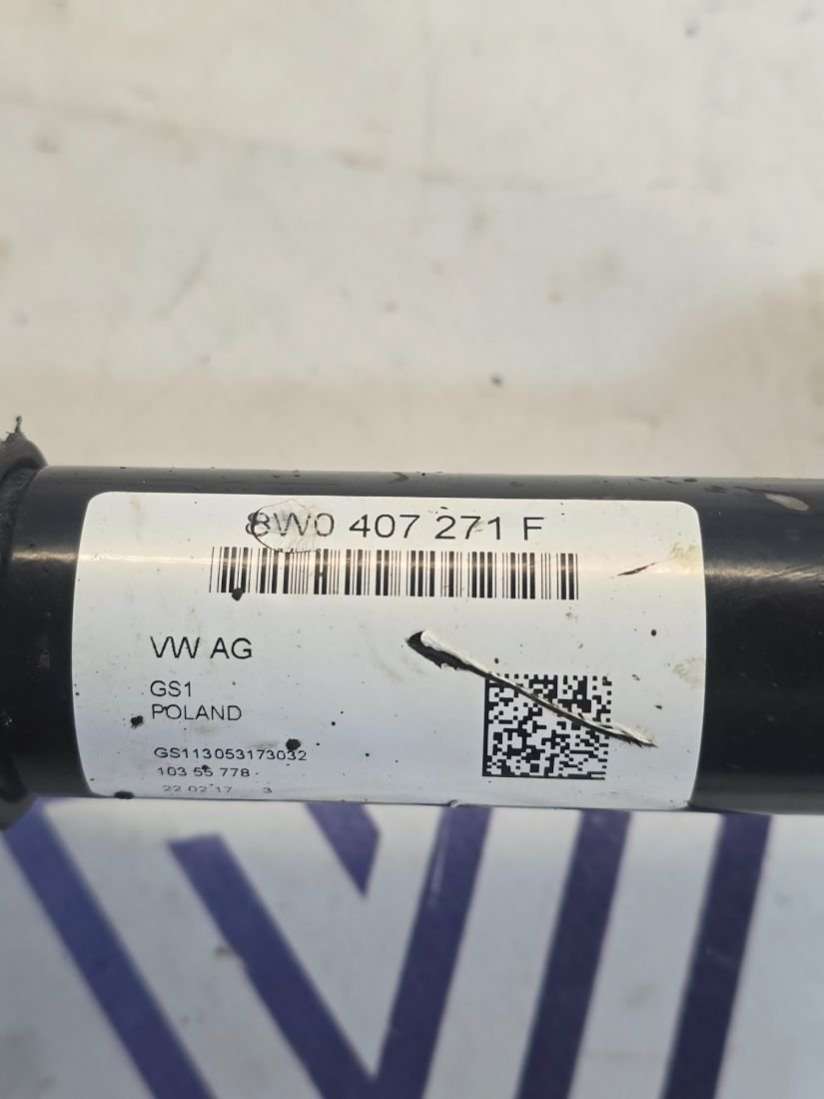 8W0 407 271 F
VW AG
GS1
POLAND
GS113053173032
103 55 778
22 02 17 3